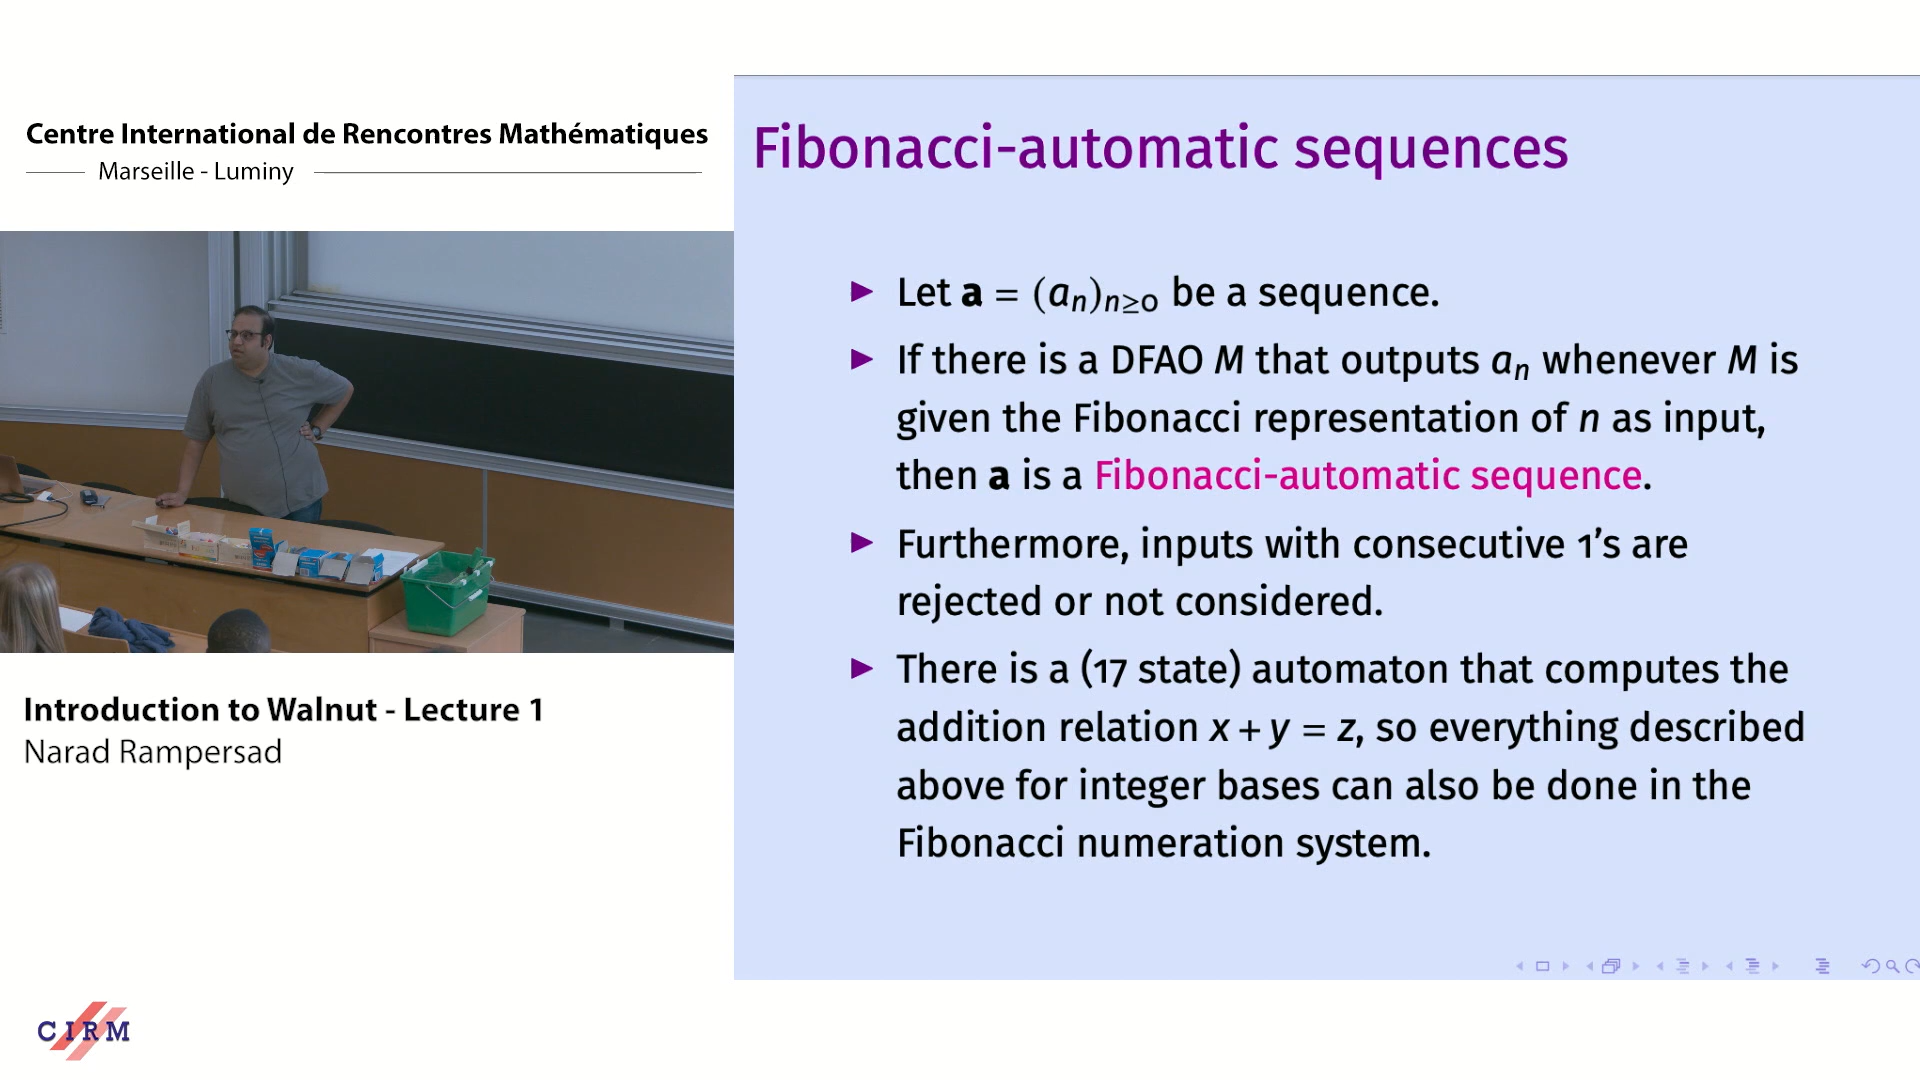 Centre International de Rencontres Mathématiques
Marseille - Luminy
Introduction to Walnut - Lecture 1
Narad Rampersad
CIRM
Fibonacci-automatic sequences
▶ Let a = (aₙ)ₙ≥₀ be a sequence.
▶ If there is a DFAO M that outputs aₙ whenever M is
given the Fibonacci representation of n as input,
then a is a Fibonacci-automatic sequence.
▶ Furthermore, inputs with consecutive 1’s are
rejected or not considered.
▶ There is a (17 state) automaton that computes the
addition relation x + y = z, so everything described
above for integer bases can also be done in the
Fibonacci numeration system.